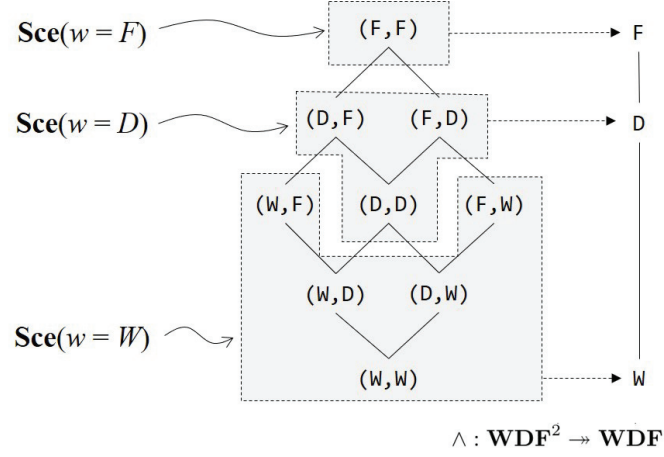 Sce(w = F) (F,F) F
Sce(w = D) (D,F) (F,D) D
(W,F) (D,D) (F,W)
(W,D) (D,W)
Sce(w = W)
(W,W) W
∧ : WDF² ↠ WDF